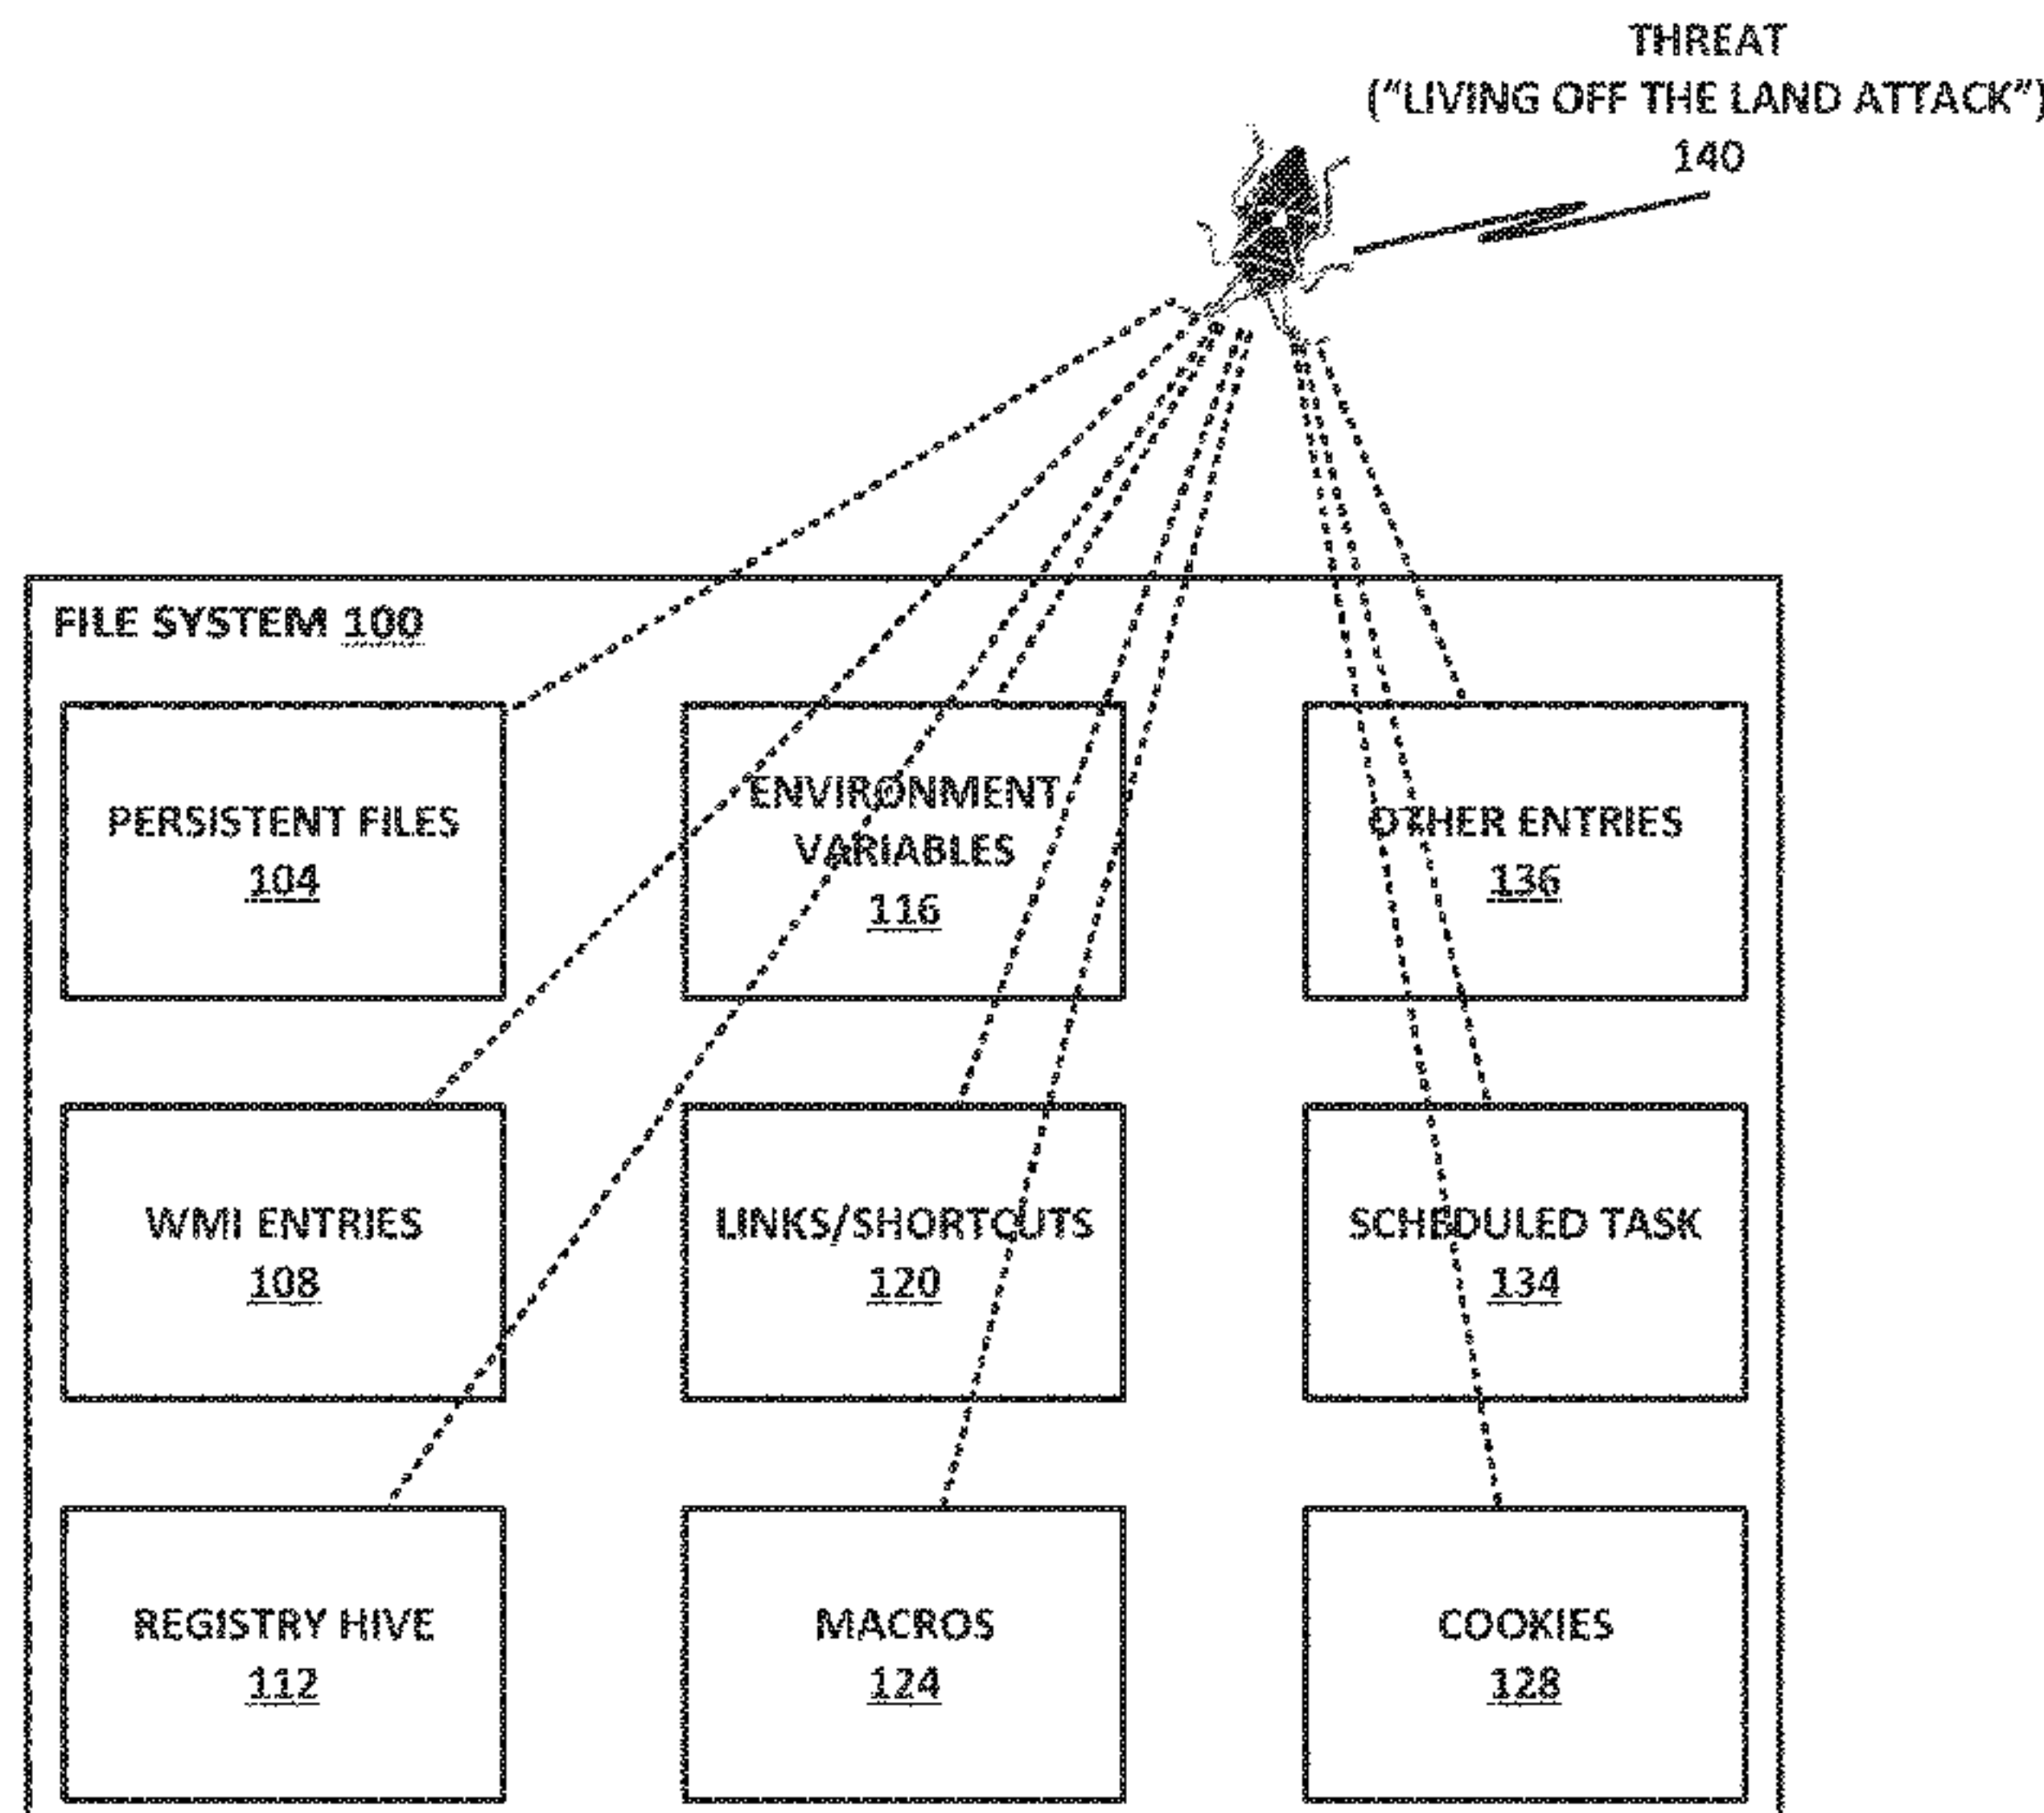 THREAT
("LIVING OFF THE LAND ATTACK")
140
FILE SYSTEM 100
PERSISTENT FILES
104
ENVIRONMENT
VARIABLES
116
OTHER ENTRIES
136
WMI ENTRIES
108
LINKS/SHORTCUTS
120
SCHEDULED TASK
134
REGISTRY HIVE
112
MACROS
124
COOKIES
128